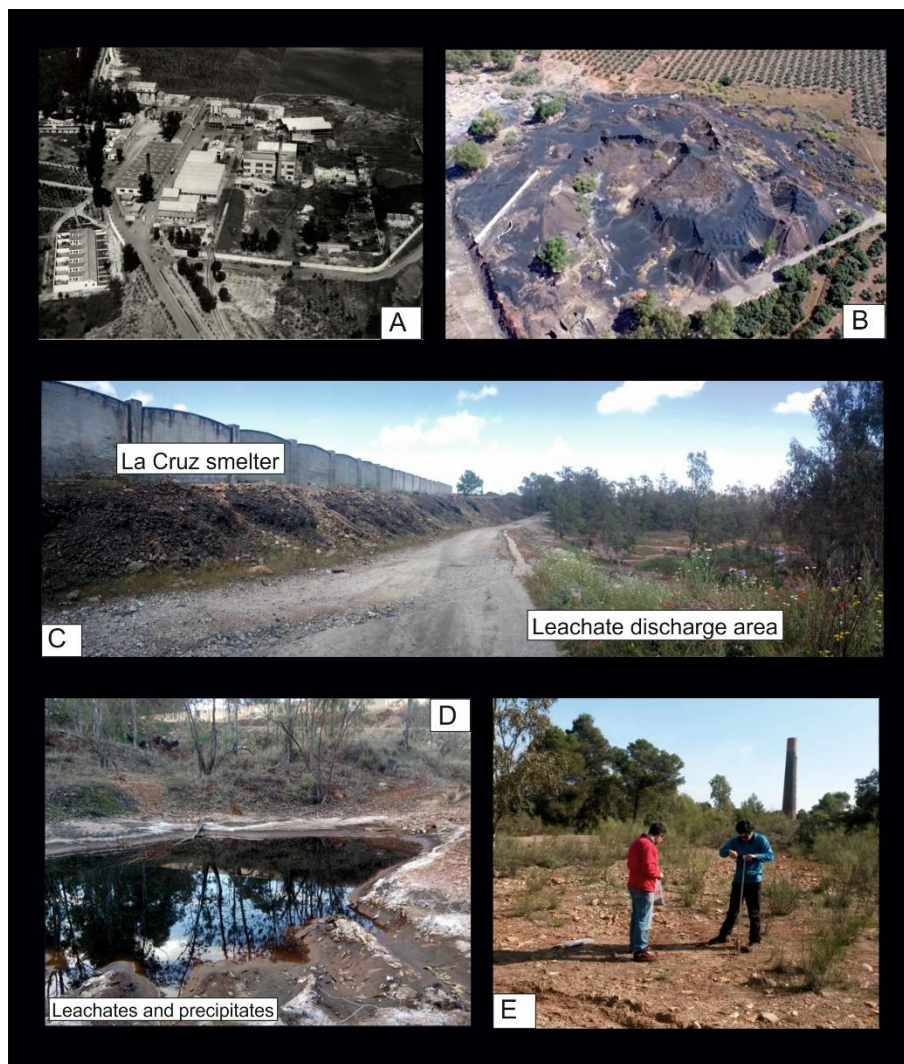 A
B
La Cruz smelter
C
Leachate discharge area
D
Leachates and precipitates
E